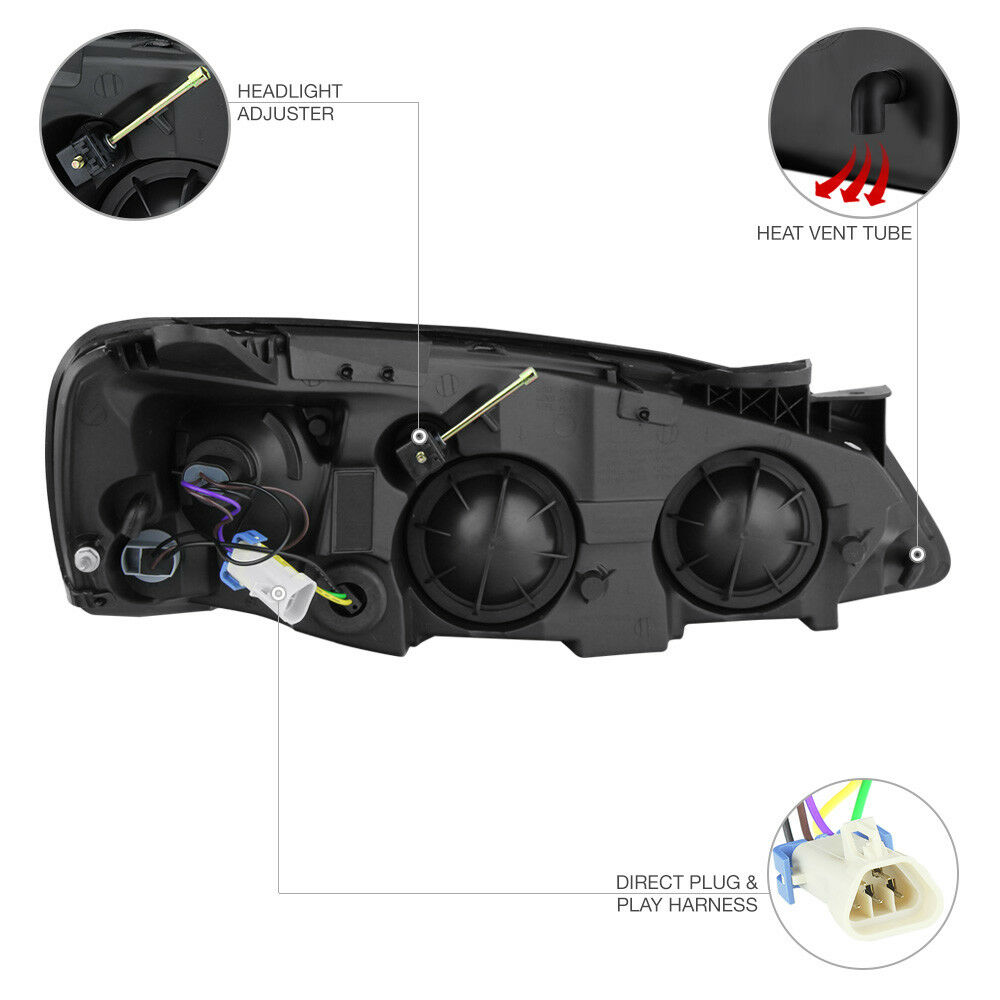 HEADLIGHT
ADJUSTER
HEAT VENT TUBE
DIRECT PLUG &
PLAY HARNESS